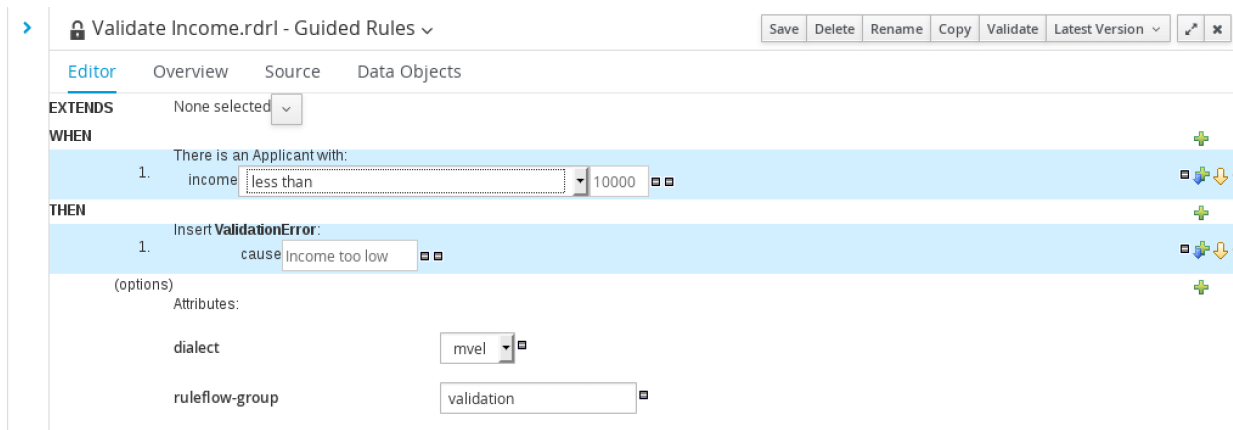 Validate Income.rdrl - Guided Rules
Save Delete Rename Copy Validate Latest Version
Editor Overview Source Data Objects
EXTENDS None selected
WHEN
There is an Applicant with:
1. income less than 10000
THEN
Insert ValidationError:
1. cause Income too low
(options)
Attributes:
dialect mvel
ruleflow-group validation